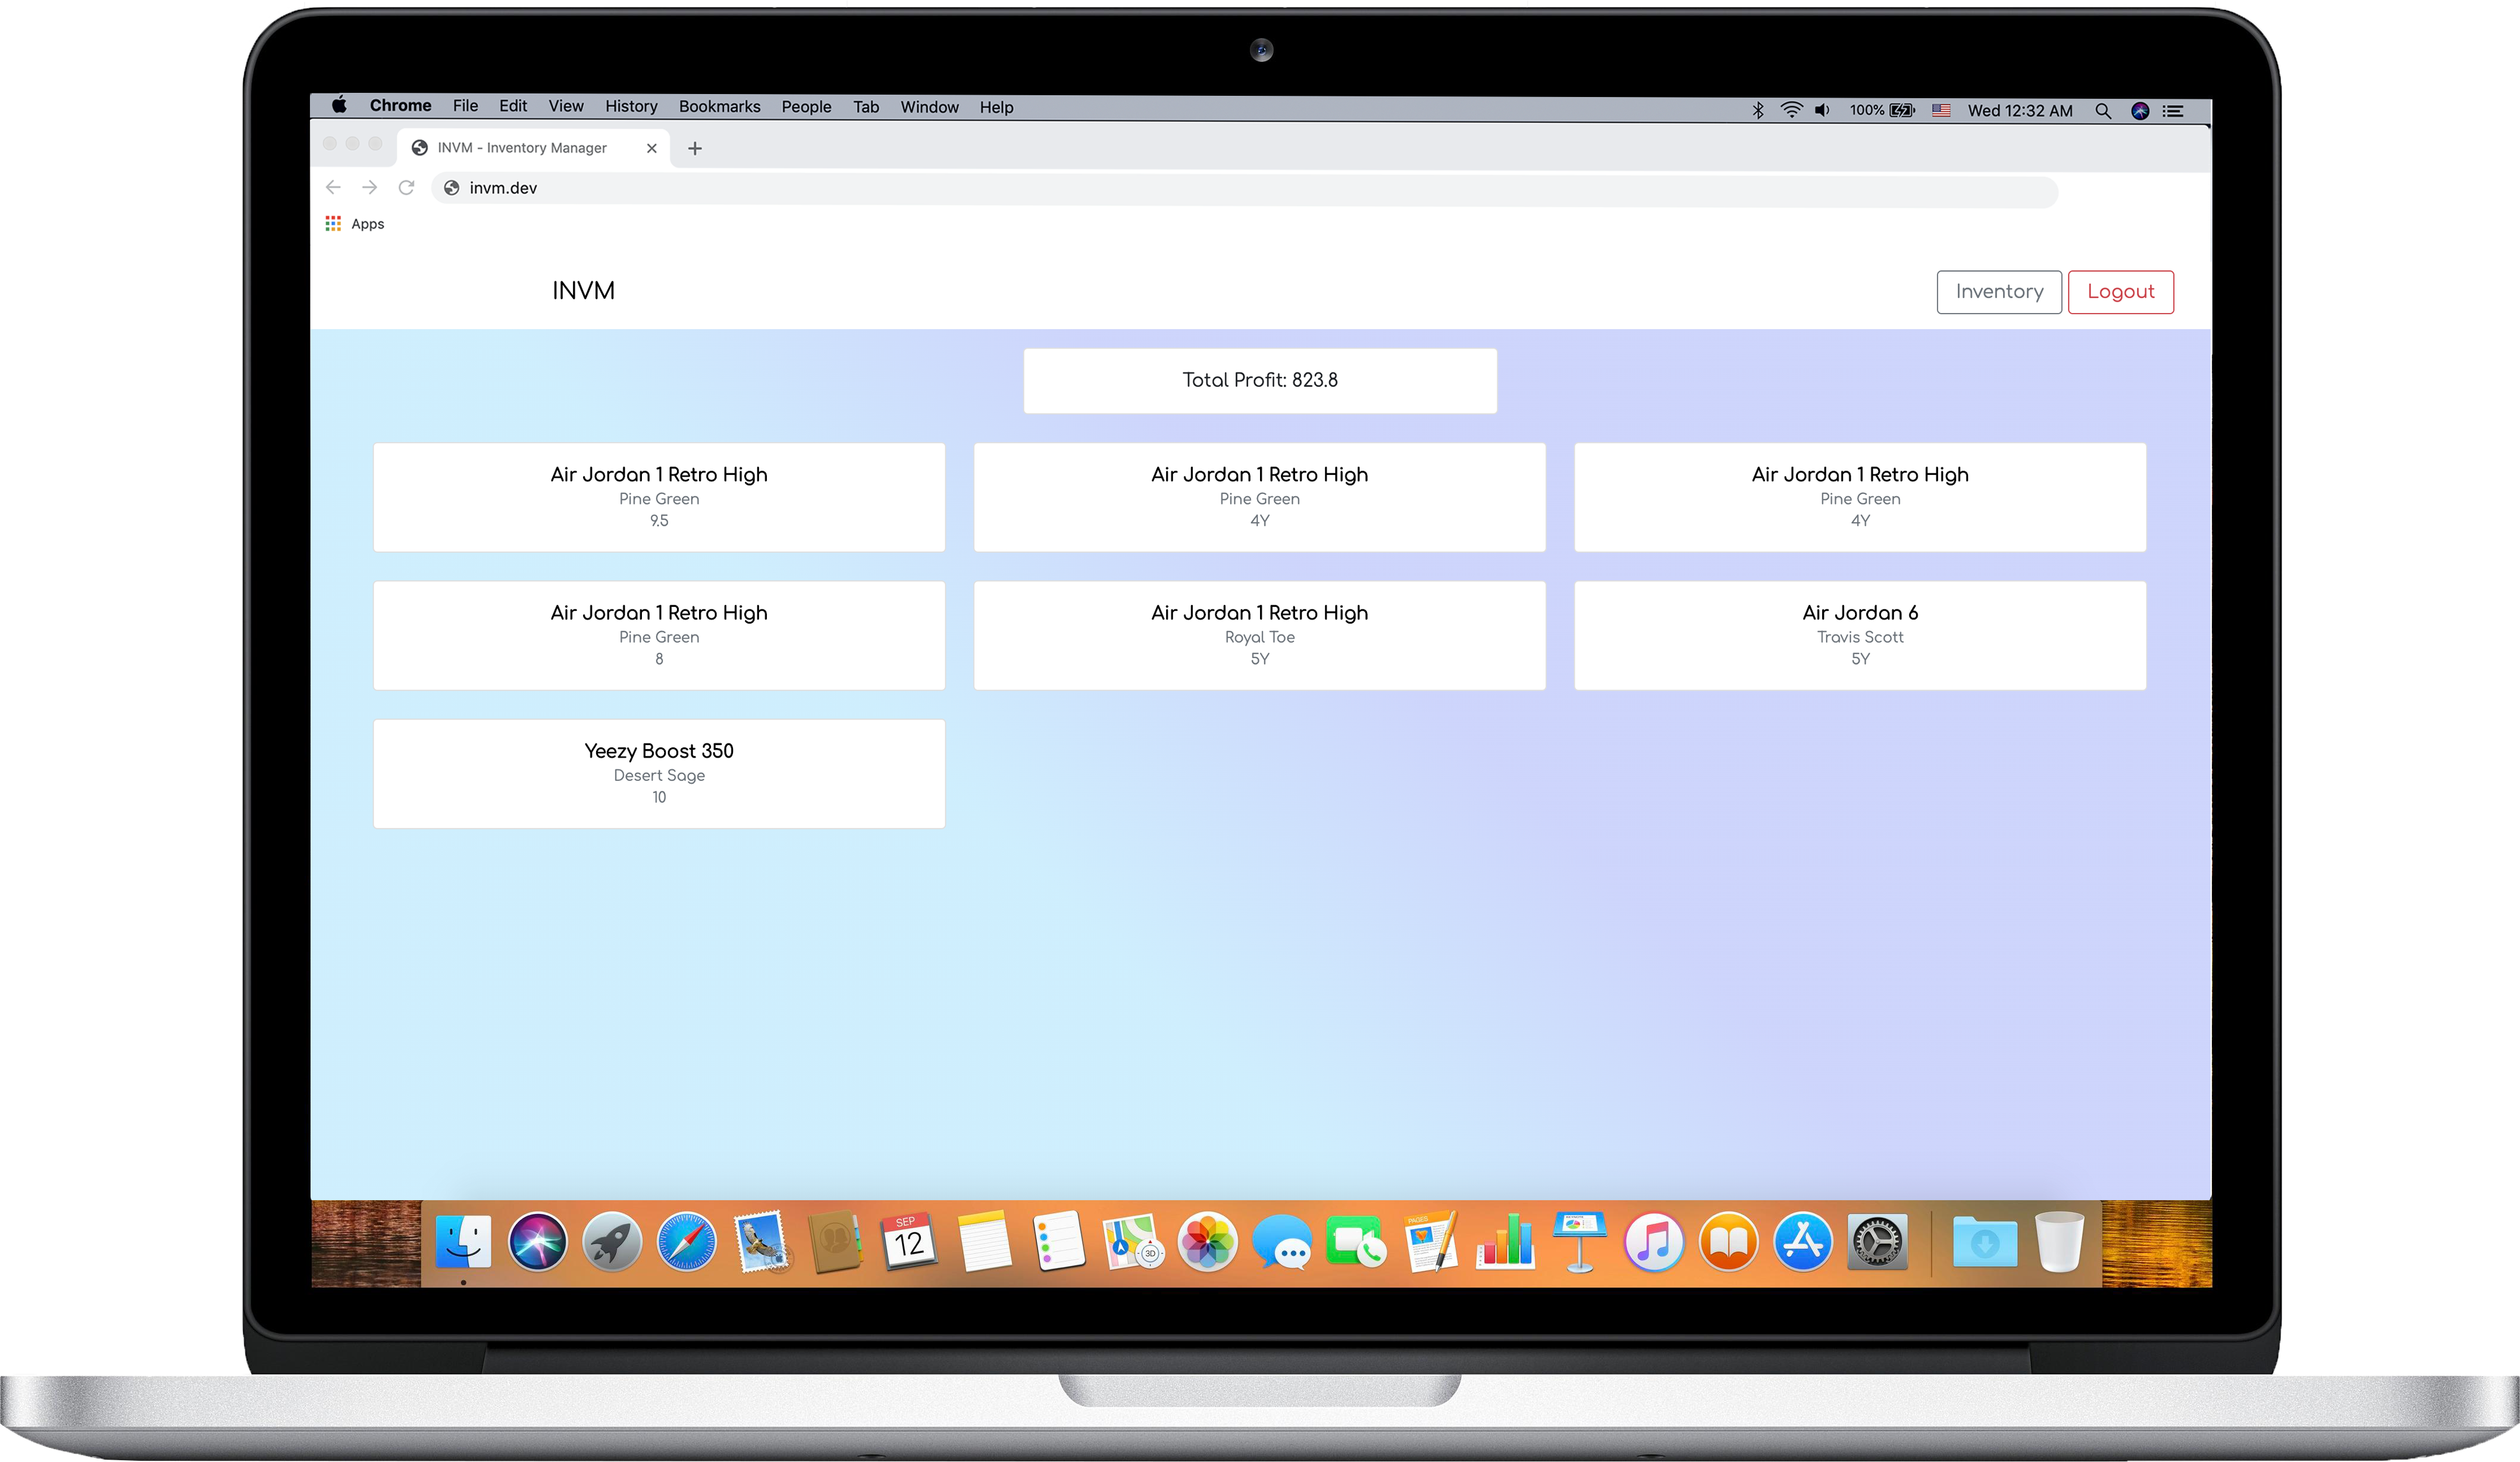 Chrome File Edit View History Bookmarks People Tab Window Help 100% Wed 12:32 AM
INVM - Inventory Manager
invm.dev
Apps
INVM Inventory Logout
Total Profit: 823.8
Air Jordan 1 Retro High
Pine Green
9.5
Air Jordan 1 Retro High
Pine Green
4Y
Air Jordan 1 Retro High
Pine Green
4Y
Air Jordan 1 Retro High
Pine Green
8
Air Jordan 1 Retro High
Royal Toe
5Y
Air Jordan 6
Travis Scott
5Y
Yeezy Boost 350
Desert Sage
10
SEP
12
3D
PAGES